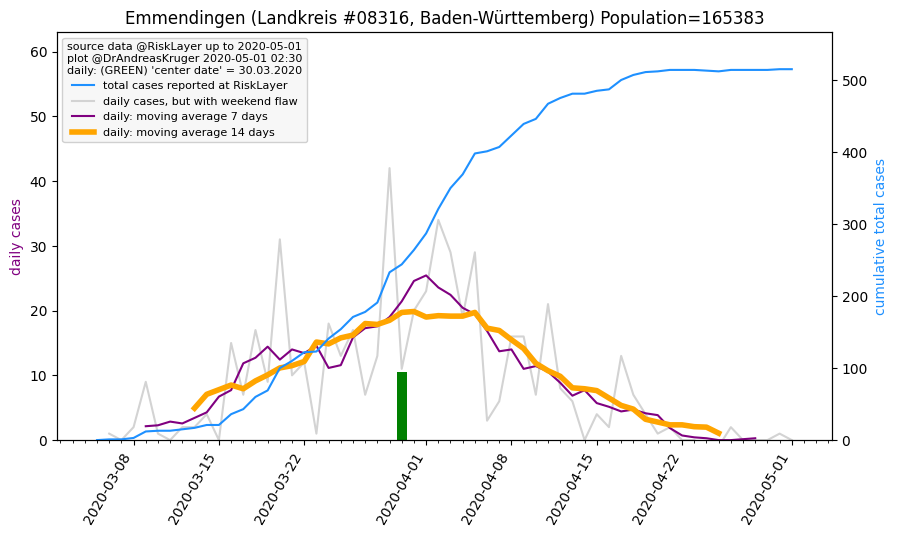 Emmendingen (Landkreis #08316, Baden-Württemberg) Population=165383
source data @RiskLayer up to 2020-05-01
plot @DrAndreasKruger 2020-05-01 02:30
daily: (GREEN) 'center date' = 30.03.2020
total cases reported at RiskLayer
daily cases, but with weekend flaw
daily: moving average 7 days
daily: moving average 14 days
daily cases
60
50
40
30
20
10
0
cumulative total cases
500
400
300
200
100
0
2020-03-08
2020-03-15
2020-03-22
2020-04-01
2020-04-08
2020-04-15
2020-04-22
2020-05-01